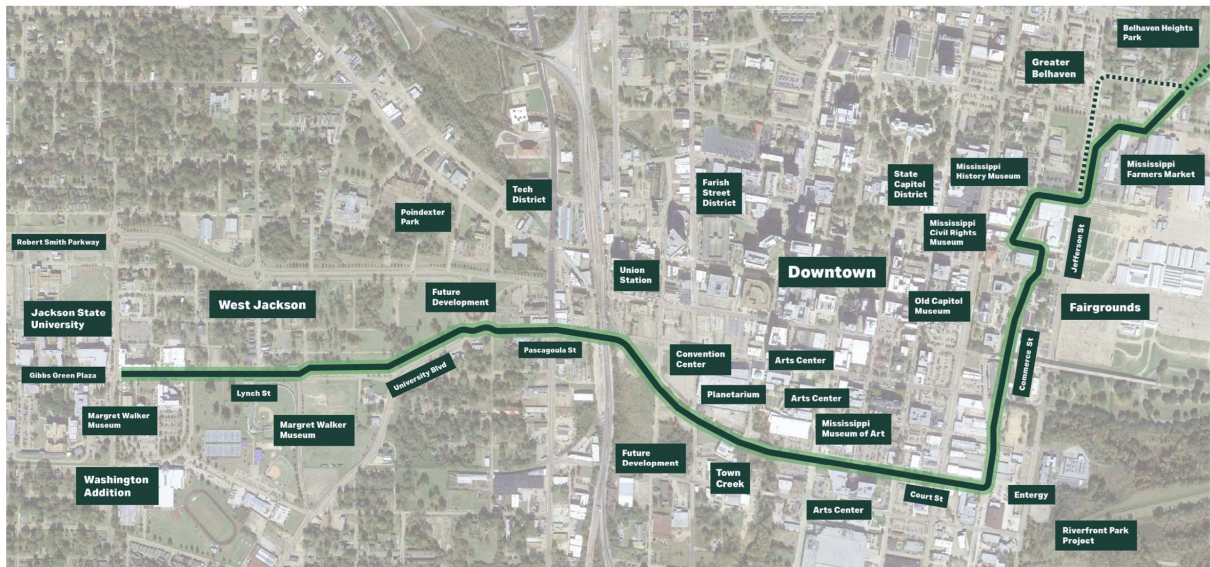 Belhaven Heights
Park
Greater
Belhaven
Mississippi
History Museum
Mississippi
Farmers Market
State
Capitol
District
Farish
Street
District
Tech
District
Poindexter
Park
Mississippi
Civil Rights
Museum
Jefferson St
Robert Smith Parkway
Union
Station
Downtown
West Jackson
Future
Development
Old Capitol
Museum
Fairgrounds
Jackson State
University
Pascagoula St
Convention
Center
Arts Center
Commerce St
Gibbs Green Plaza
Lynch St
University Blvd
Planetarium
Arts Center
Margret Walker
Museum
Margret Walker
Museum
Mississippi
Museum of Art
Future
Development
Washington
Addition
Town
Creek
Court St
Entergy
Arts Center
Riverfront Park
Project